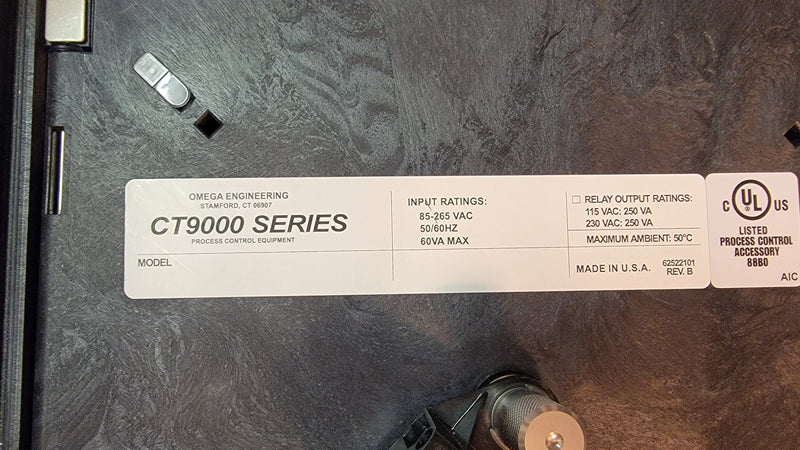 OMEGA ENGINEERING
STAMFORD, CT 06907
CT9000 SERIES
PROCESS CONTROL EQUIPMENT
MODEL
INPUT RATINGS:
85-265 VAC
50/60HZ
60VA MAX
RELAY OUTPUT RATINGS:
115 VAC: 250 VA
230 VAC: 250 VA
MAXIMUM AMBIENT: 50°C
MADE IN U.S.A.
62522101
REV. B
C UL US
LISTED
PROCESS CONTROL
ACCESSORY
88B0
AIC